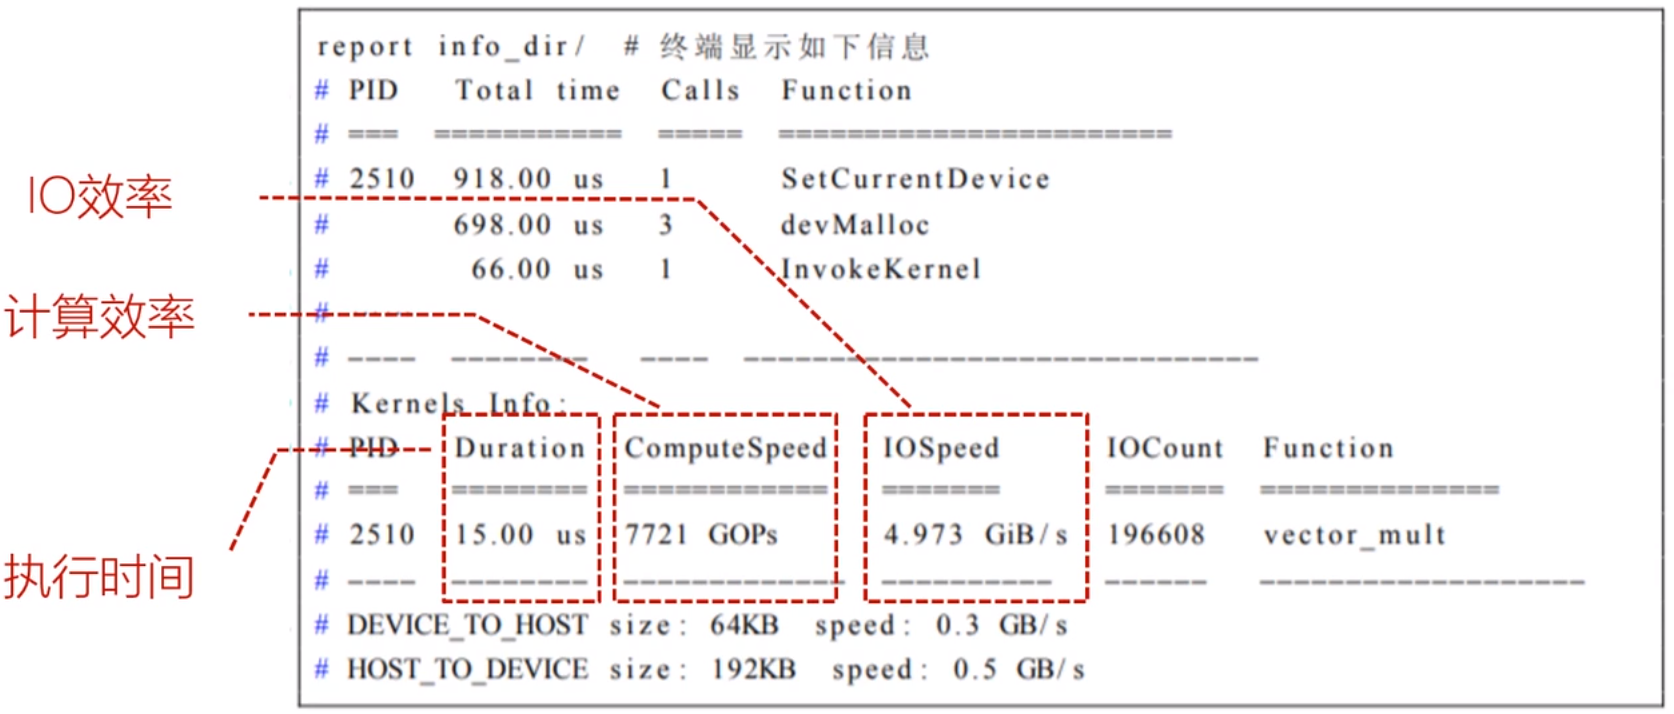 report info_dir/ # 终端显示如下信息
# PID Total time Calls Function
# === =========== ===== =======================
IO效率
# 2510 918.00 us 1 SetCurrentDevice
# 698.00 us 3 devMalloc
# 66.00 us 1 InvokeKernel
计算效率
# ----
# ---- -------- ---- ------------------------------
# Kernels Info:
# PID Duration ComputeSpeed IOSpeed IOCount Function
# === ======== ============ ======= ======= ==============
# 2510 15.00 us 7721 GOPs 4.973 GiB/s 196608 vector_mult
执行时间
# ---- -------- ------------- ---------- ------ -------------------
# DEVICE_TO_HOST size: 64KB speed: 0.3 GB/s
# HOST_TO_DEVICE size: 192KB speed: 0.5 GB/s